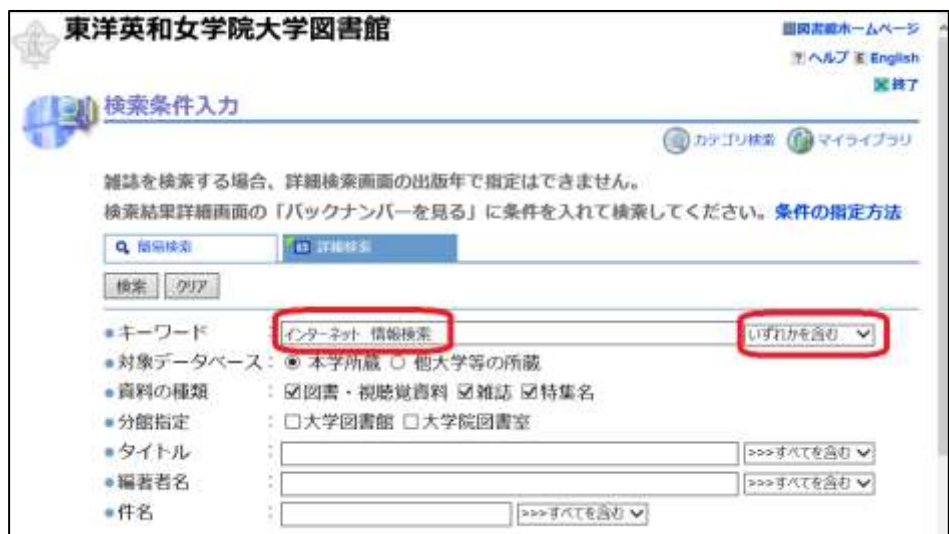 東洋英和女学院大学図書館
図書館ホームページ
? ヘルプ E English
終了
検索条件入力
カテゴリ検索 マイライブラリ
雑誌を検索する場合、詳細検索画面の出版年で指定はできません。
検索結果詳細画面の「バックナンバーを見る」に条件を入れて検索してください。条件の指定方法
簡易検索 詳細検索
検索 クリア
キーワード : インターネット 情報検索 いずれかを含む
対象データベース: 本学所蔵 他大学等の所蔵
資料の種類 : 図書・視聴覚資料 雑誌 特集名
分館指定 : 大学図書館 大学院図書室
タイトル : >>>すべてを含む
編著者名 : >>>すべてを含む
件名 : >>>すべてを含む